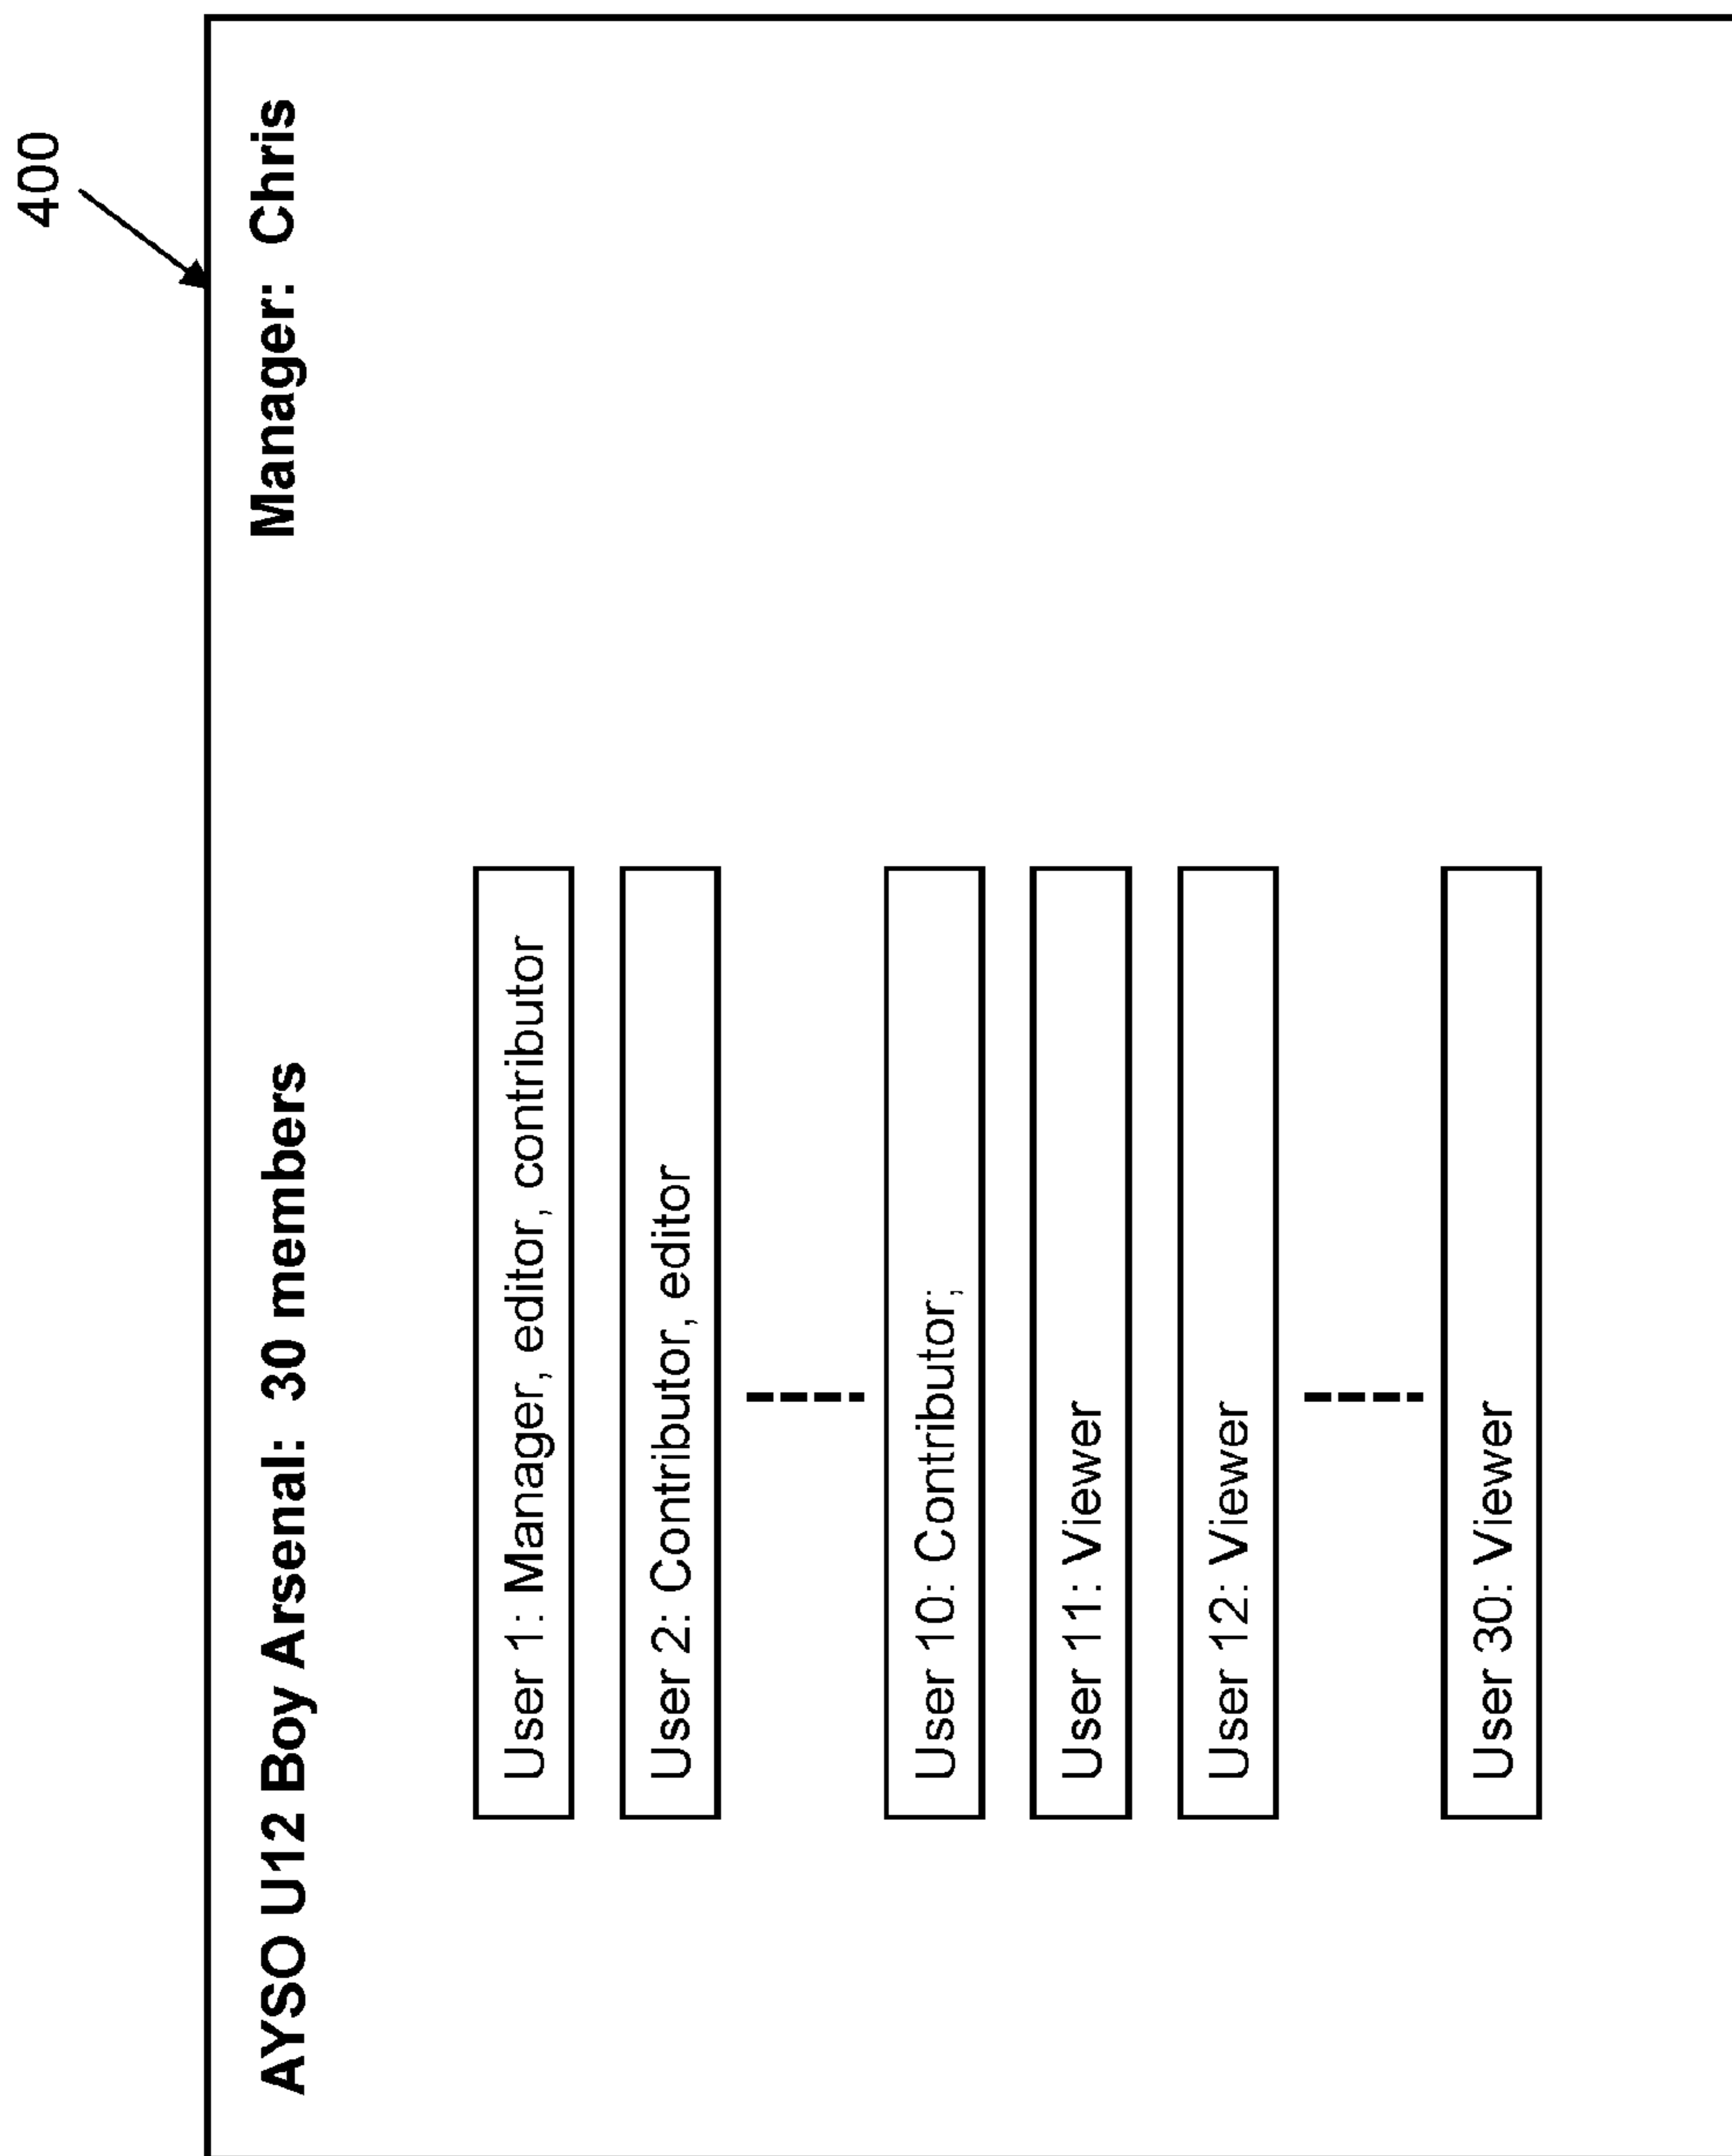 400
AYSO U12 Boy Arsenal: 30 members Manager: Chris
User 1: Manager, editor, contributor
User 2: Contributor, editor
User 10: Contributor;
User 11: Viewer
User 12: Viewer
User 30: Viewer